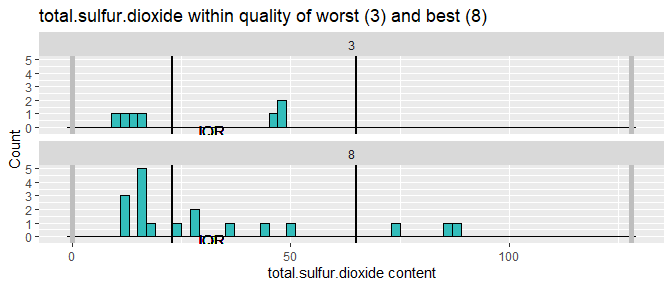 total.sulfur.dioxide within quality of worst (3) and best (8)
3
5
4
3
2
1
0
IQR
Count
8
5
4
3
2
1
0
IQR
0 50 100
total.sulfur.dioxide content